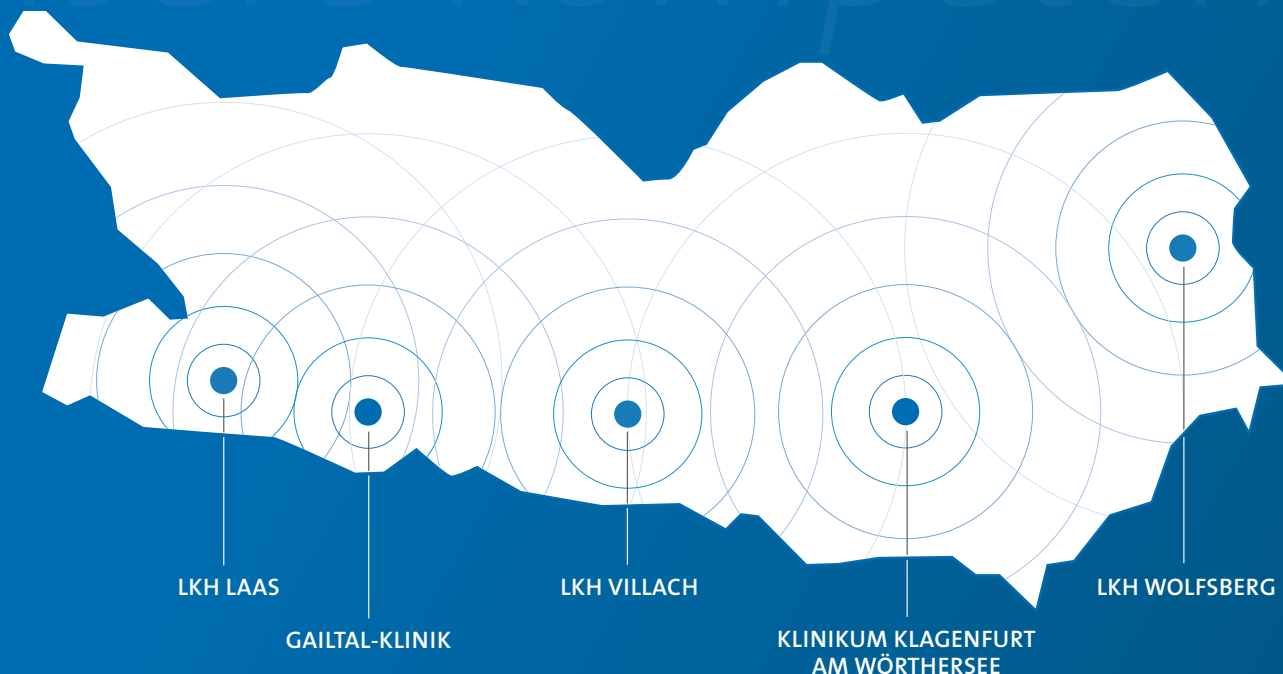 LKH LAAS
LKH VILLACH
LKH WOLFSBERG
GAILTAL-KLINIK
KLINIKUM KLAGENFURT
AM WÖRTHERSEE